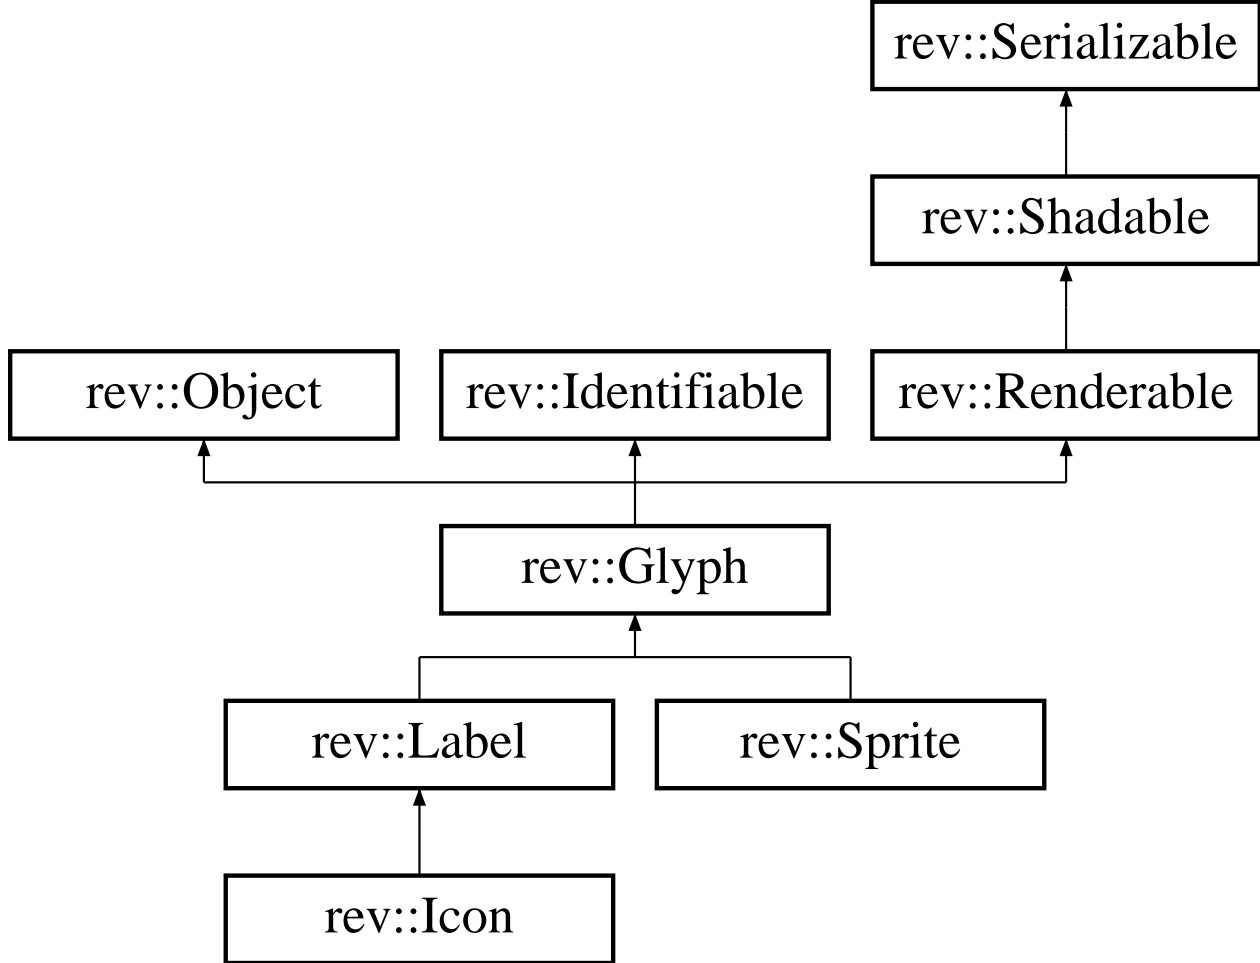 rev::Serializable
rev::Shadable
rev::Object
rev::Identifiable
rev::Renderable
rev::Glyph
rev::Label
rev::Sprite
rev::Icon